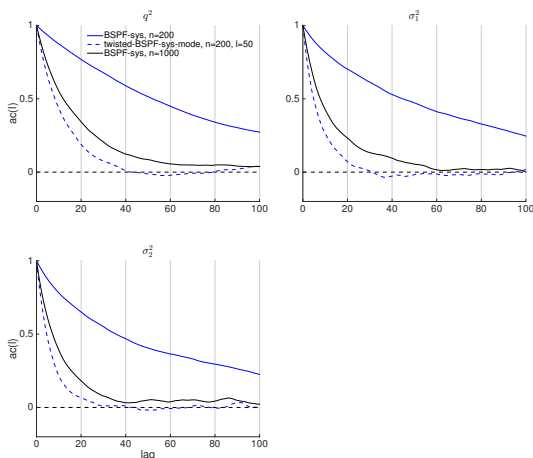 q²
1
BSPF-sys, n=200
twisted-BSPF-sys-mode, n=200, l=50
BSPF-sys, n=1000
ac(l)
0.5
0
0 20 40 60 80 100
σ₁²
1
0.5
0
0 20 40 60 80 100
σ₂²
1
ac(l)
0.5
0
0 20 40 60 80 100
lag